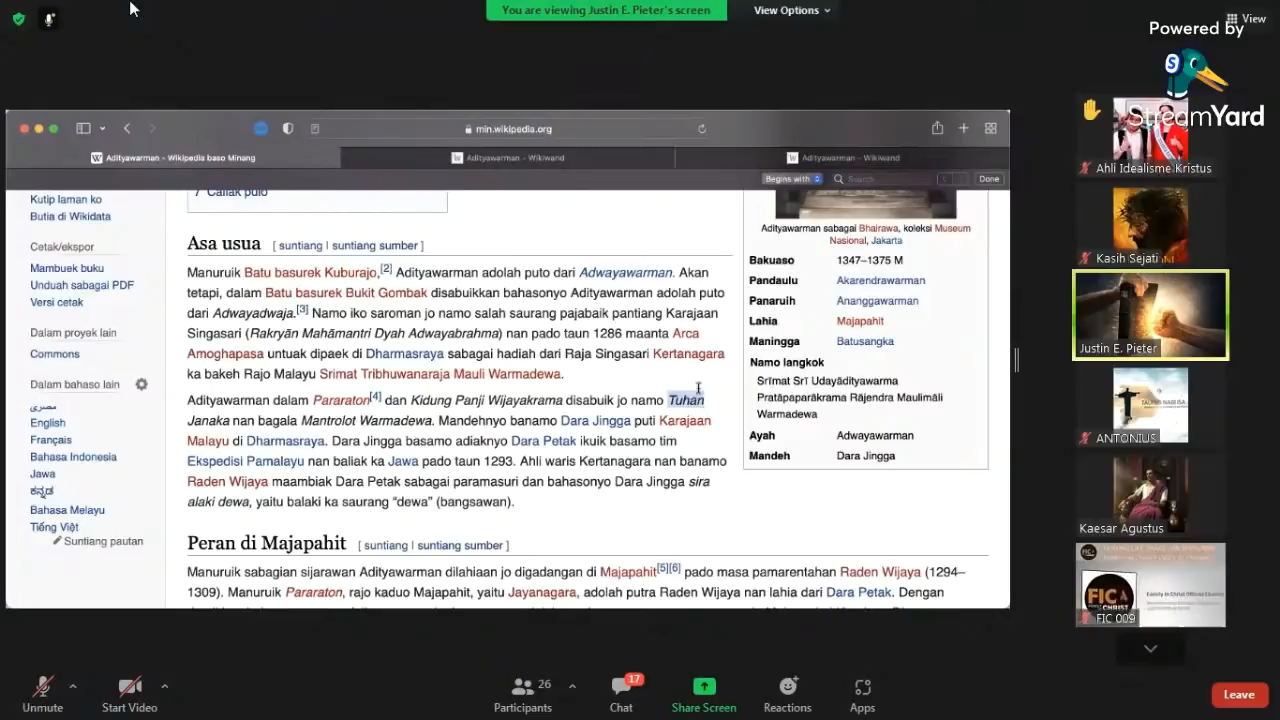 You are viewing Justin E. Pieter's screen
View Options
View
Powered by
StreamYard
min.wikipedia.org
Adityawarman - Wikipedia baso Minang
Adityawarman - Wikiwand
Adityawarman - Wikiwand
Begins with
Search
Done
Kutip laman ko
Butia di Wikidata
Cetak/ekspor
Mambuek buku
Unduah sabagai PDF
Versi cetak
Dalam proyek lain
Commons
Dalam bahaso lain
مصرى
English
Français
Bahasa Indonesia
Jawa
ಕನ್ನಡ
Bahasa Melayu
Tiếng Việt
Suntiang pautan
7 Caliak pulo
Asa usua [ suntiang | suntiang sumber ]
Manuruik Batu basurek Kuburajo,[2] Adityawarman adolah puto dari Adwayawarman. Akan
tetapi, dalam Batu basurek Bukit Gombak disabuikkan bahasonyo Adityawarman adolah puto
dari Adwayadwaja.[3] Namo iko saroman jo namo salah saurang pajabaik pantiang Karajaan
Singasari (Rakryān Mahāmantri Dyah Adwayabrahma) nan pado taun 1286 maanta Arca
Amoghapasa untuak dipaek di Dharmasraya sabagai hadiah dari Raja Singasari Kertanagara
ka bakeh Rajo Malayu Srimat Tribhuwanaraja Mauli Warmadewa.
Adityawarman dalam Pararaton[4] dan Kidung Panji Wijayakrama disabuik jo namo Tuhan
Janaka nan bagala Mantrolot Warmadewa. Mandehnyo banamo Dara Jingga puti Karajaan
Malayu di Dharmasraya. Dara Jingga basamo adiaknyo Dara Petak ikuik basamo tim
Ekspedisi Pamalayu nan baliak ka Jawa pado taun 1293. Ahli waris Kertanagara nan banamo
Raden Wijaya maambiak Dara Petak sabagai paramasuri dan bahasonyo Dara Jingga sira
alaki dewa, yaitu balaki ka saurang “dewa” (bangsawan).
Peran di Majapahit [ suntiang | suntiang sumber ]
Manuruik sabagian sijarawan Adityawarman dilahiaan jo digadangan di Majapahit[5][6] pado masa pamarentahan Raden Wijaya (1294–
1309). Manuruik Pararaton, rajo kaduo Majapahit, yaitu Jayanagara, adolah putra Raden Wijaya nan lahia dari Dara Petak. Dengan
Adityawarman sabagai Bhairawa, koleksi Museum
Nasional, Jakarta
Bakuaso 1347–1375 M
Pandaulu Akarendrawarman
Panaruih Ananggawarman
Lahia Majapahit
Maningga Batusangka
Namo langkok
Srīmat Srī Udayādityawarma
Pratāpaparākrama Rājendra Maulimāli
Warmadewa
Ayah Adwayawarman
Mandeh Dara Jingga
Ahli Idealisme Kristus
Kasih Sejati
Justin E. Pieter
ANTONIUS
Kaesar Agustus
FIC
FIC 009
Unmute
Start Video
26
Participants
17
Chat
Share Screen
Reactions
Apps
Leave